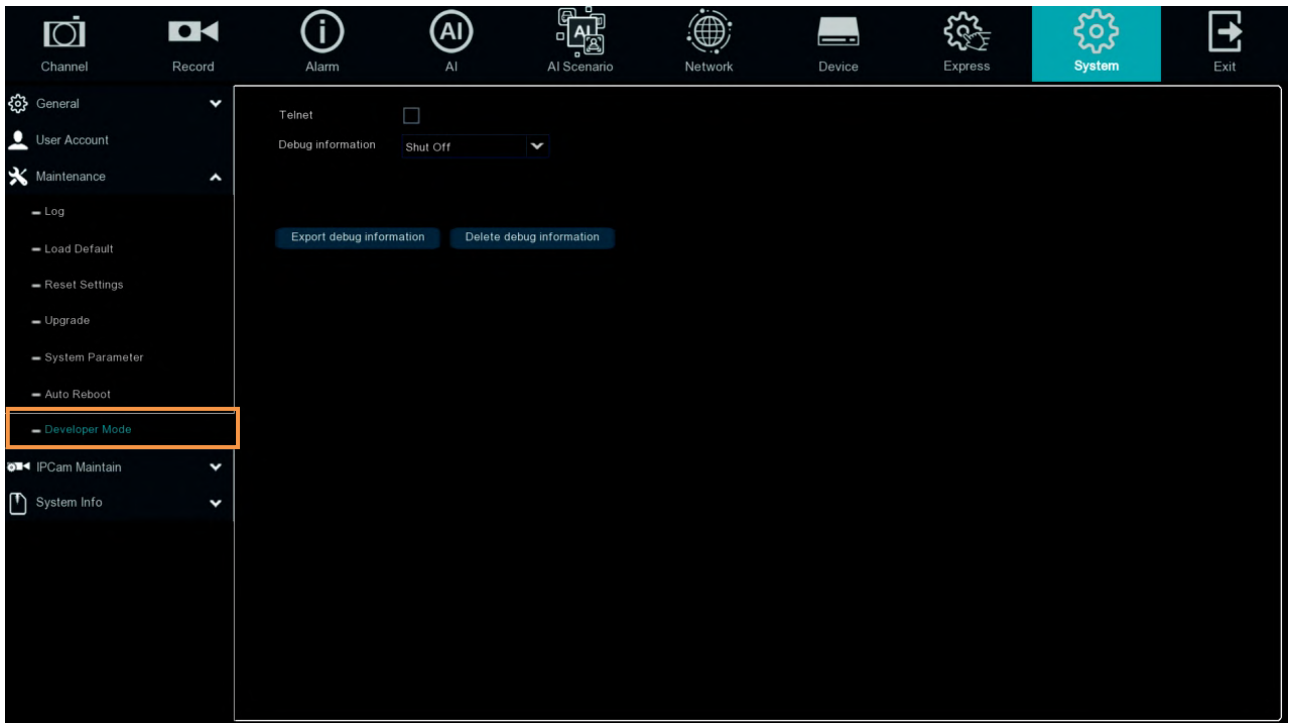 Channel
Record
Alarm
AI
AI
AI
AI Scenario
Network
Device
Express
System
Exit
General
User Account
Maintenance
Log
Load Default
Reset Settings
Upgrade
System Parameter
Auto Reboot
Developer Mode
IPCam Maintain
System Info
Telnet
Debug information Shut Off
Export debug information Delete debug information